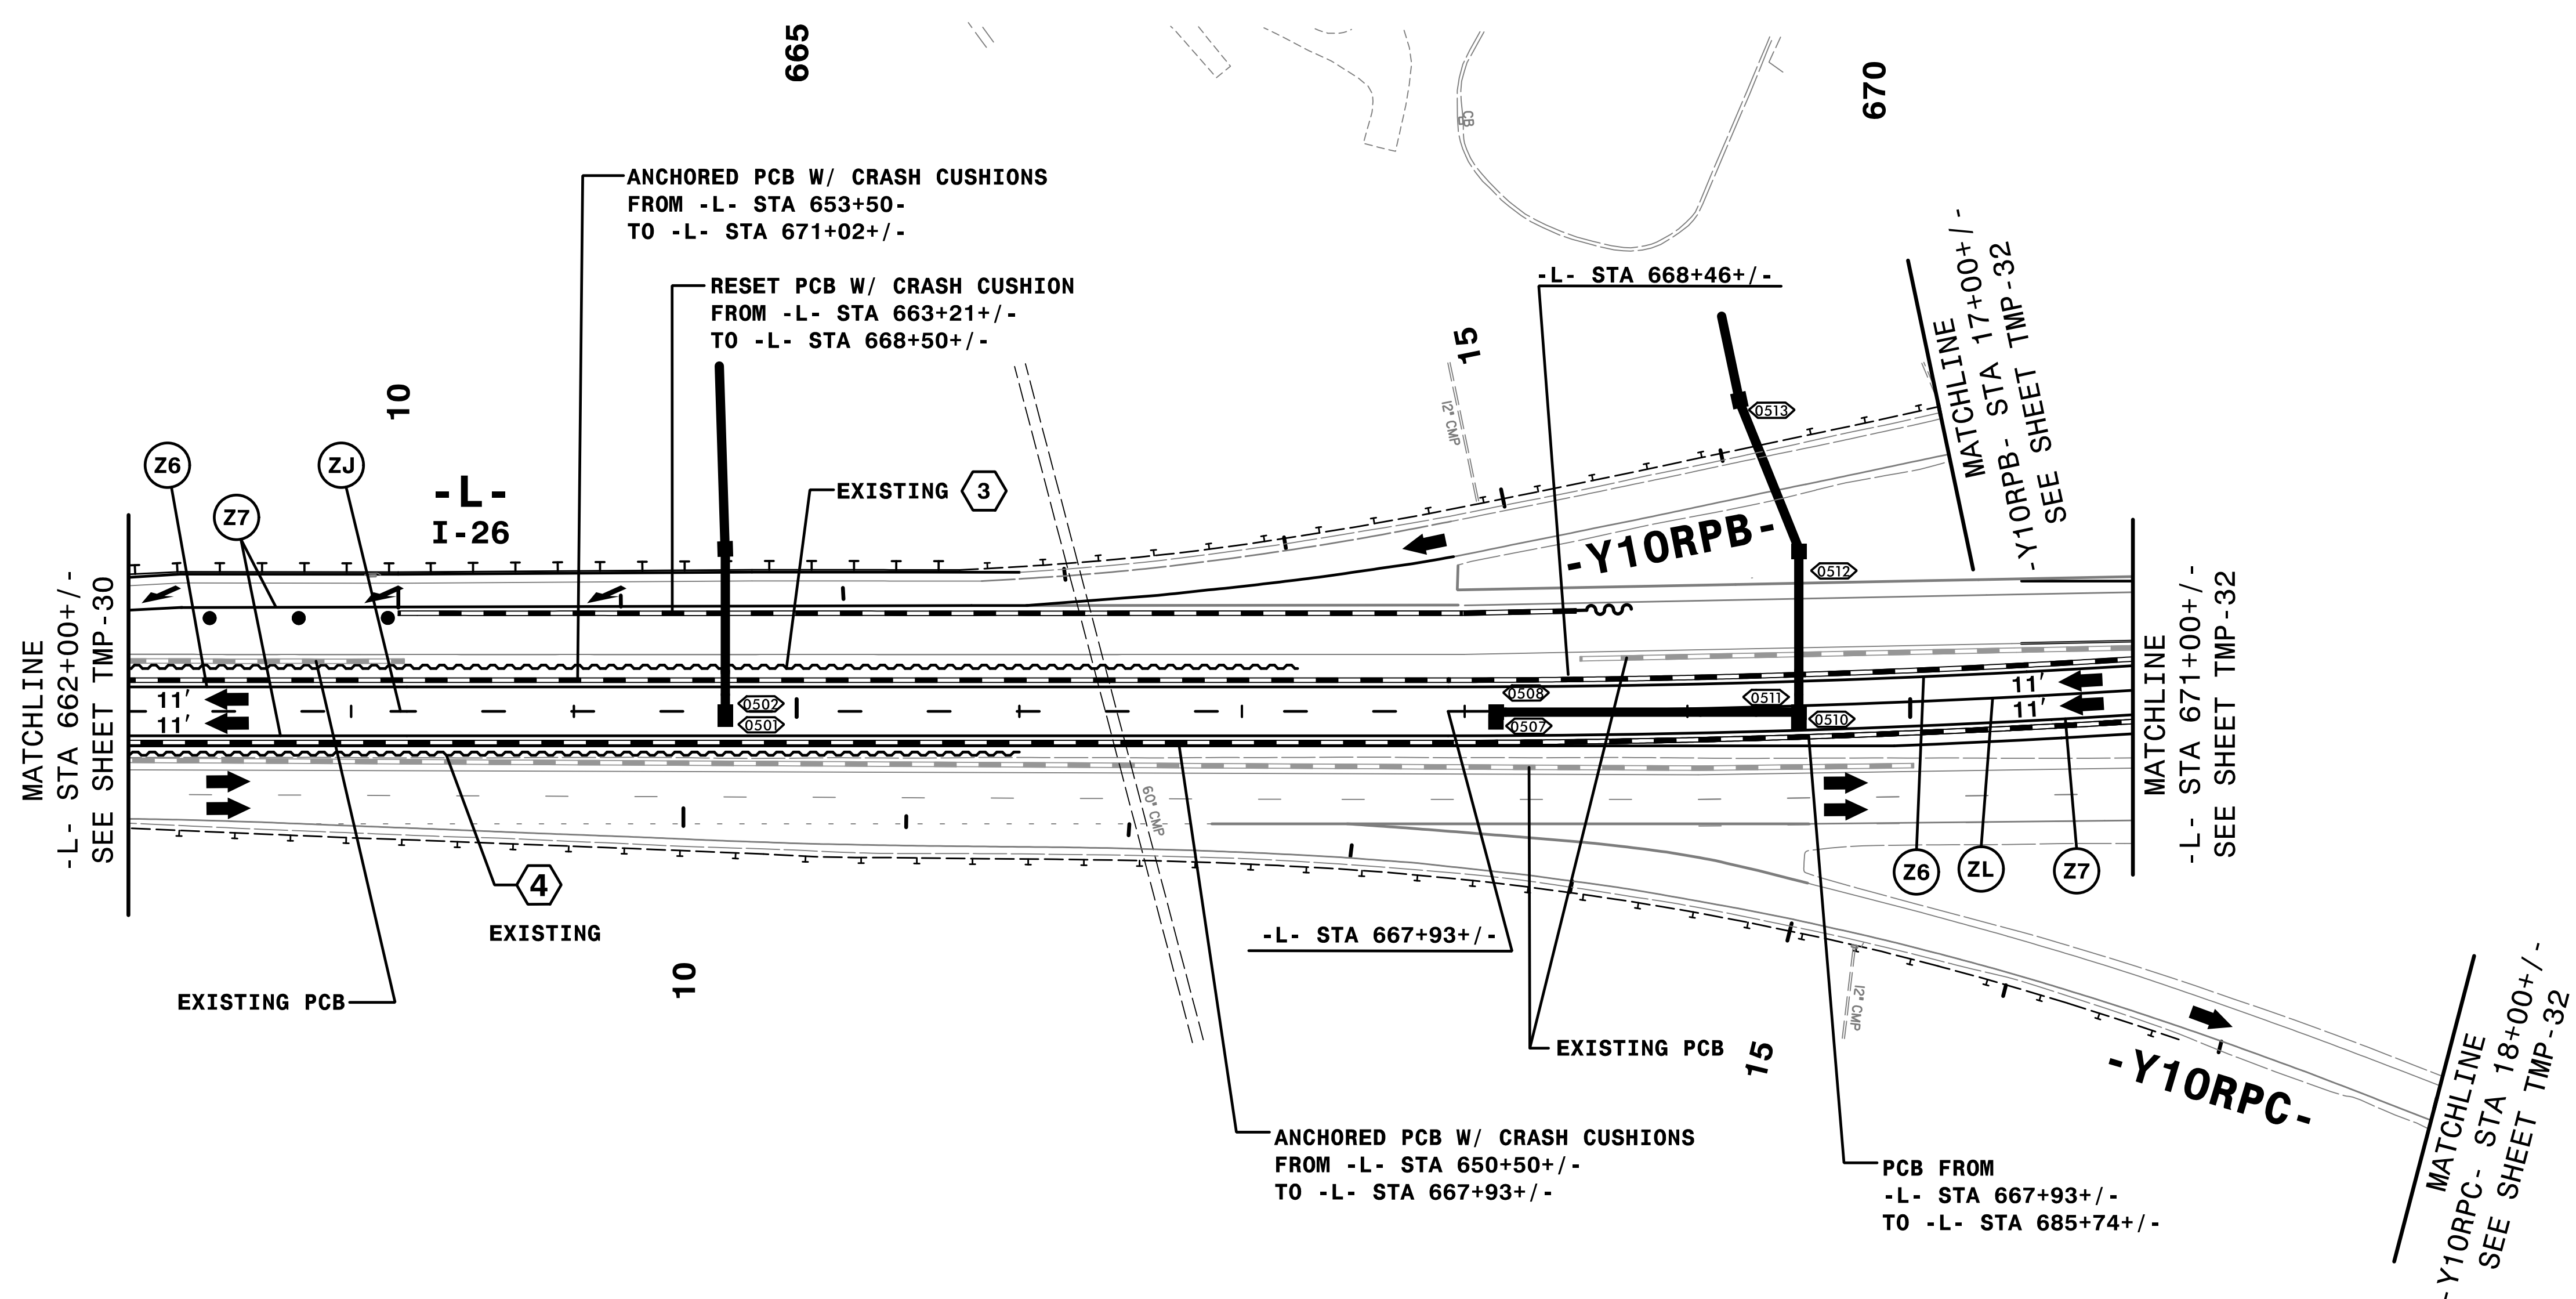 665
670
CB
ANCHORED PCB W/ CRASH CUSHIONS
FROM -L- STA 653+50-
TO -L- STA 671+02+/-
RESET PCB W/ CRASH CUSHION
FROM -L- STA 663+21+/-
TO -L- STA 668+50+/-
-L- STA 668+46+/-
MATCHLINE
-Y10RPB- STA 17+00+/-
SEE SHEET TMP-32
15
10
12" CMP
0513
Z6
Z7
ZJ
-L-
I-26
EXISTING 3
-Y10RPB-
0512
MATCHLINE
-L- STA 662+00+/-
SEE SHEET TMP-30
11'
11'
0502
0501
0508
0507
0511
0510
11'
11'
MATCHLINE
-L- STA 671+00+/-
SEE SHEET TMP-32
60" CMP
4
EXISTING
Z6
ZL
Z7
-L- STA 667+93+/-
10
EXISTING PCB
12" CMP
EXISTING PCB
15
-Y10RPC-
MATCHLINE
-Y10RPC- STA 18+00+/-
SEE SHEET TMP-32
ANCHORED PCB W/ CRASH CUSHIONS
FROM -L- STA 650+50+/-
TO -L- STA 667+93+/-
PCB FROM
-L- STA 667+93+/-
TO -L- STA 685+74+/-